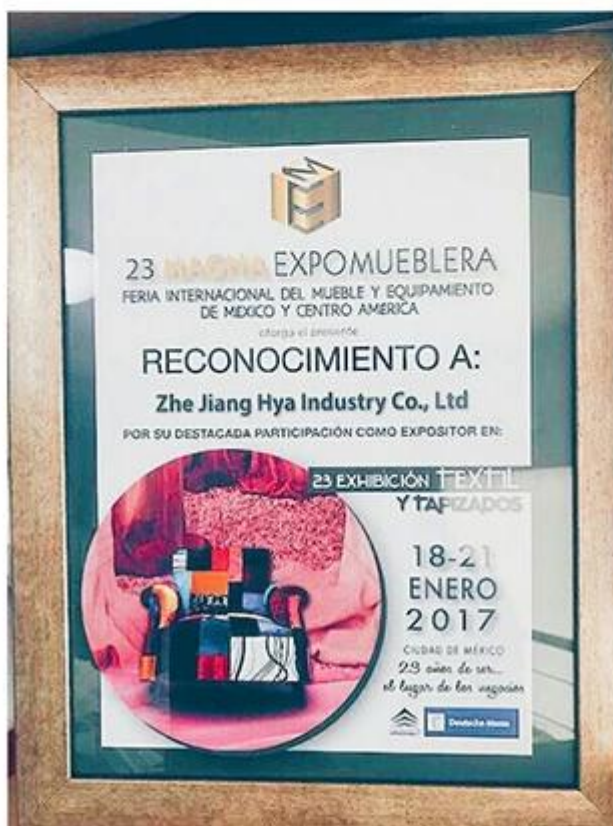 ME
23 MAGNA EXPOMUEBLERA
FERIA INTERNACIONAL DEL MUEBLE Y EQUIPAMIENTO
DE MEXICO Y CENTRO AMERICA
otorga el presente
RECONOCIMIENTO A:
Zhe Jiang Hya Industry Co., Ltd
POR SU DESTACADA PARTICIPACIÓN COMO EXPOSITOR EN:
23 EXHIBICIÓN TEXTIL
Y TAPIZADOS
18-21
ENERO
2017
CIUDAD DE MÉXICO
23 años de ser...
el lugar de los negocios
Deutsche Messe